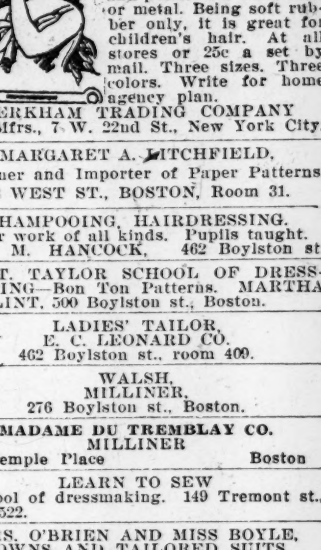 or metal. Being soft rub-
ber only, it is great for
children's hair. At all
stores or 25c a set by
mail. Three sizes. Three
colors. Write for home
agency plan.
ERKHAM TRADING COMPANY
Mfrs., 7 W. 22nd St., New York City.
MARGARET A. LITCHFIELD,
ner and Importer of Paper Patterns
WEST ST., BOSTON, Room 31.
HAMPOOING, HAIRDRESSING.
r work of all kinds. Pupils taught.
M. HANCOCK, 462 Boylston st
T. TAYLOR SCHOOL OF DRESS-
ING—Bon Ton Patterns. MARTHA
LINT, 500 Boylston st., Boston.
LADIES' TAILOR,
E. C. LEONARD CO.
462 Boylston st., room 409.
WALSH,
MILLINER,
276 Boylston st., Boston.
MADAME DU TREMBLAY CO.
MILLINER
emple Place Boston
LEARN TO SEW
ool of dressmaking. 149 Tremont st.,
522.
S. O'BRIEN AND MISS BOYLE,
OWNS AND TAILORED SUITS